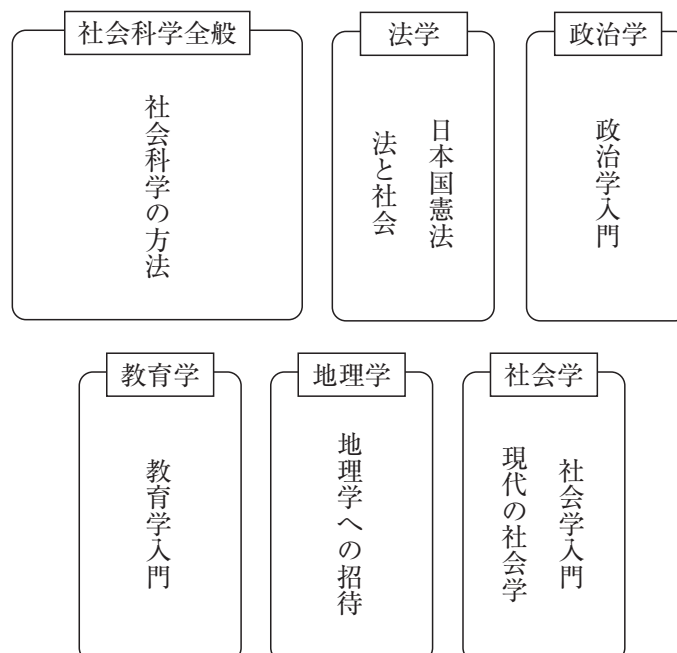 社会科学全般
社会科学の方法
法学
日本国憲法
法と社会
政治学
政治学入門
教育学
教育学入門
地理学
地理学への招待
社会学
社会学入門
現代の社会学